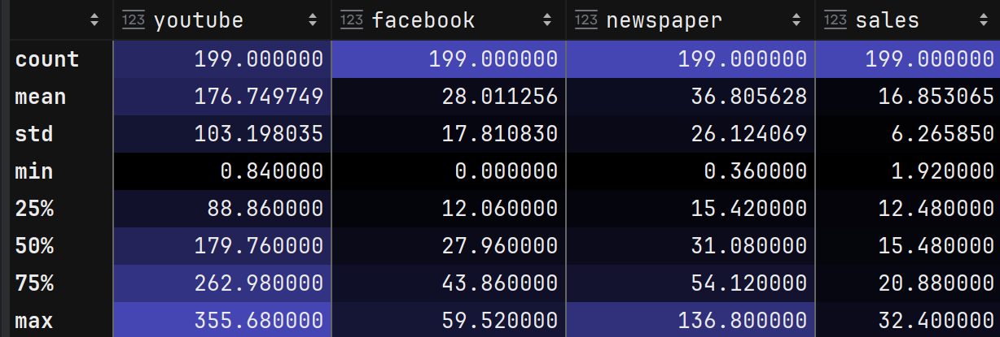 123 youtube 123 facebook 123 newspaper 123 sales
count 199.000000 199.000000 199.000000 199.000000
mean 176.749749 28.011256 36.805628 16.853065
std 103.198035 17.810830 26.124069 6.265850
min 0.840000 0.000000 0.360000 1.920000
25% 88.860000 12.060000 15.420000 12.480000
50% 179.760000 27.960000 31.080000 15.480000
75% 262.980000 43.860000 54.120000 20.880000
max 355.680000 59.520000 136.800000 32.400000